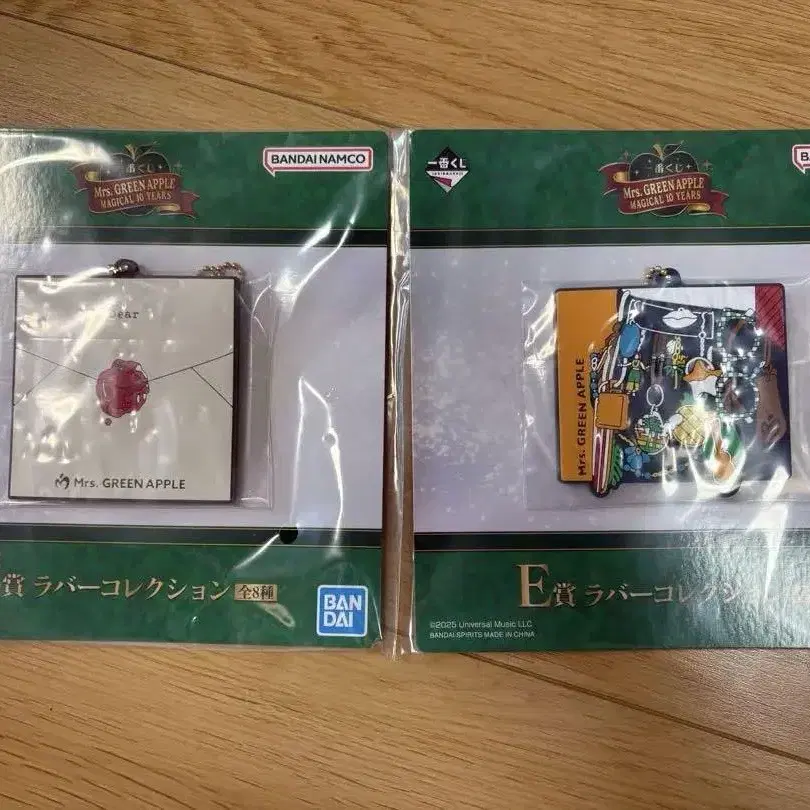 一番くじ
Mrs. GREEN APPLE
MAGICAL 10 YEARS
BANDAI NAMCO
Dear
Mrs. GREEN APPLE
賞 ラバーコレクション 全8種
BAN
DAI
一番くじ
一番くじ
Mrs. GREEN APPLE
MAGICAL 10 YEARS
Mrs. GREEN APPLE
E賞 ラバーコレクシ
©2025 Universal Music LLC
BANDAI SPIRITS MADE IN CHINA